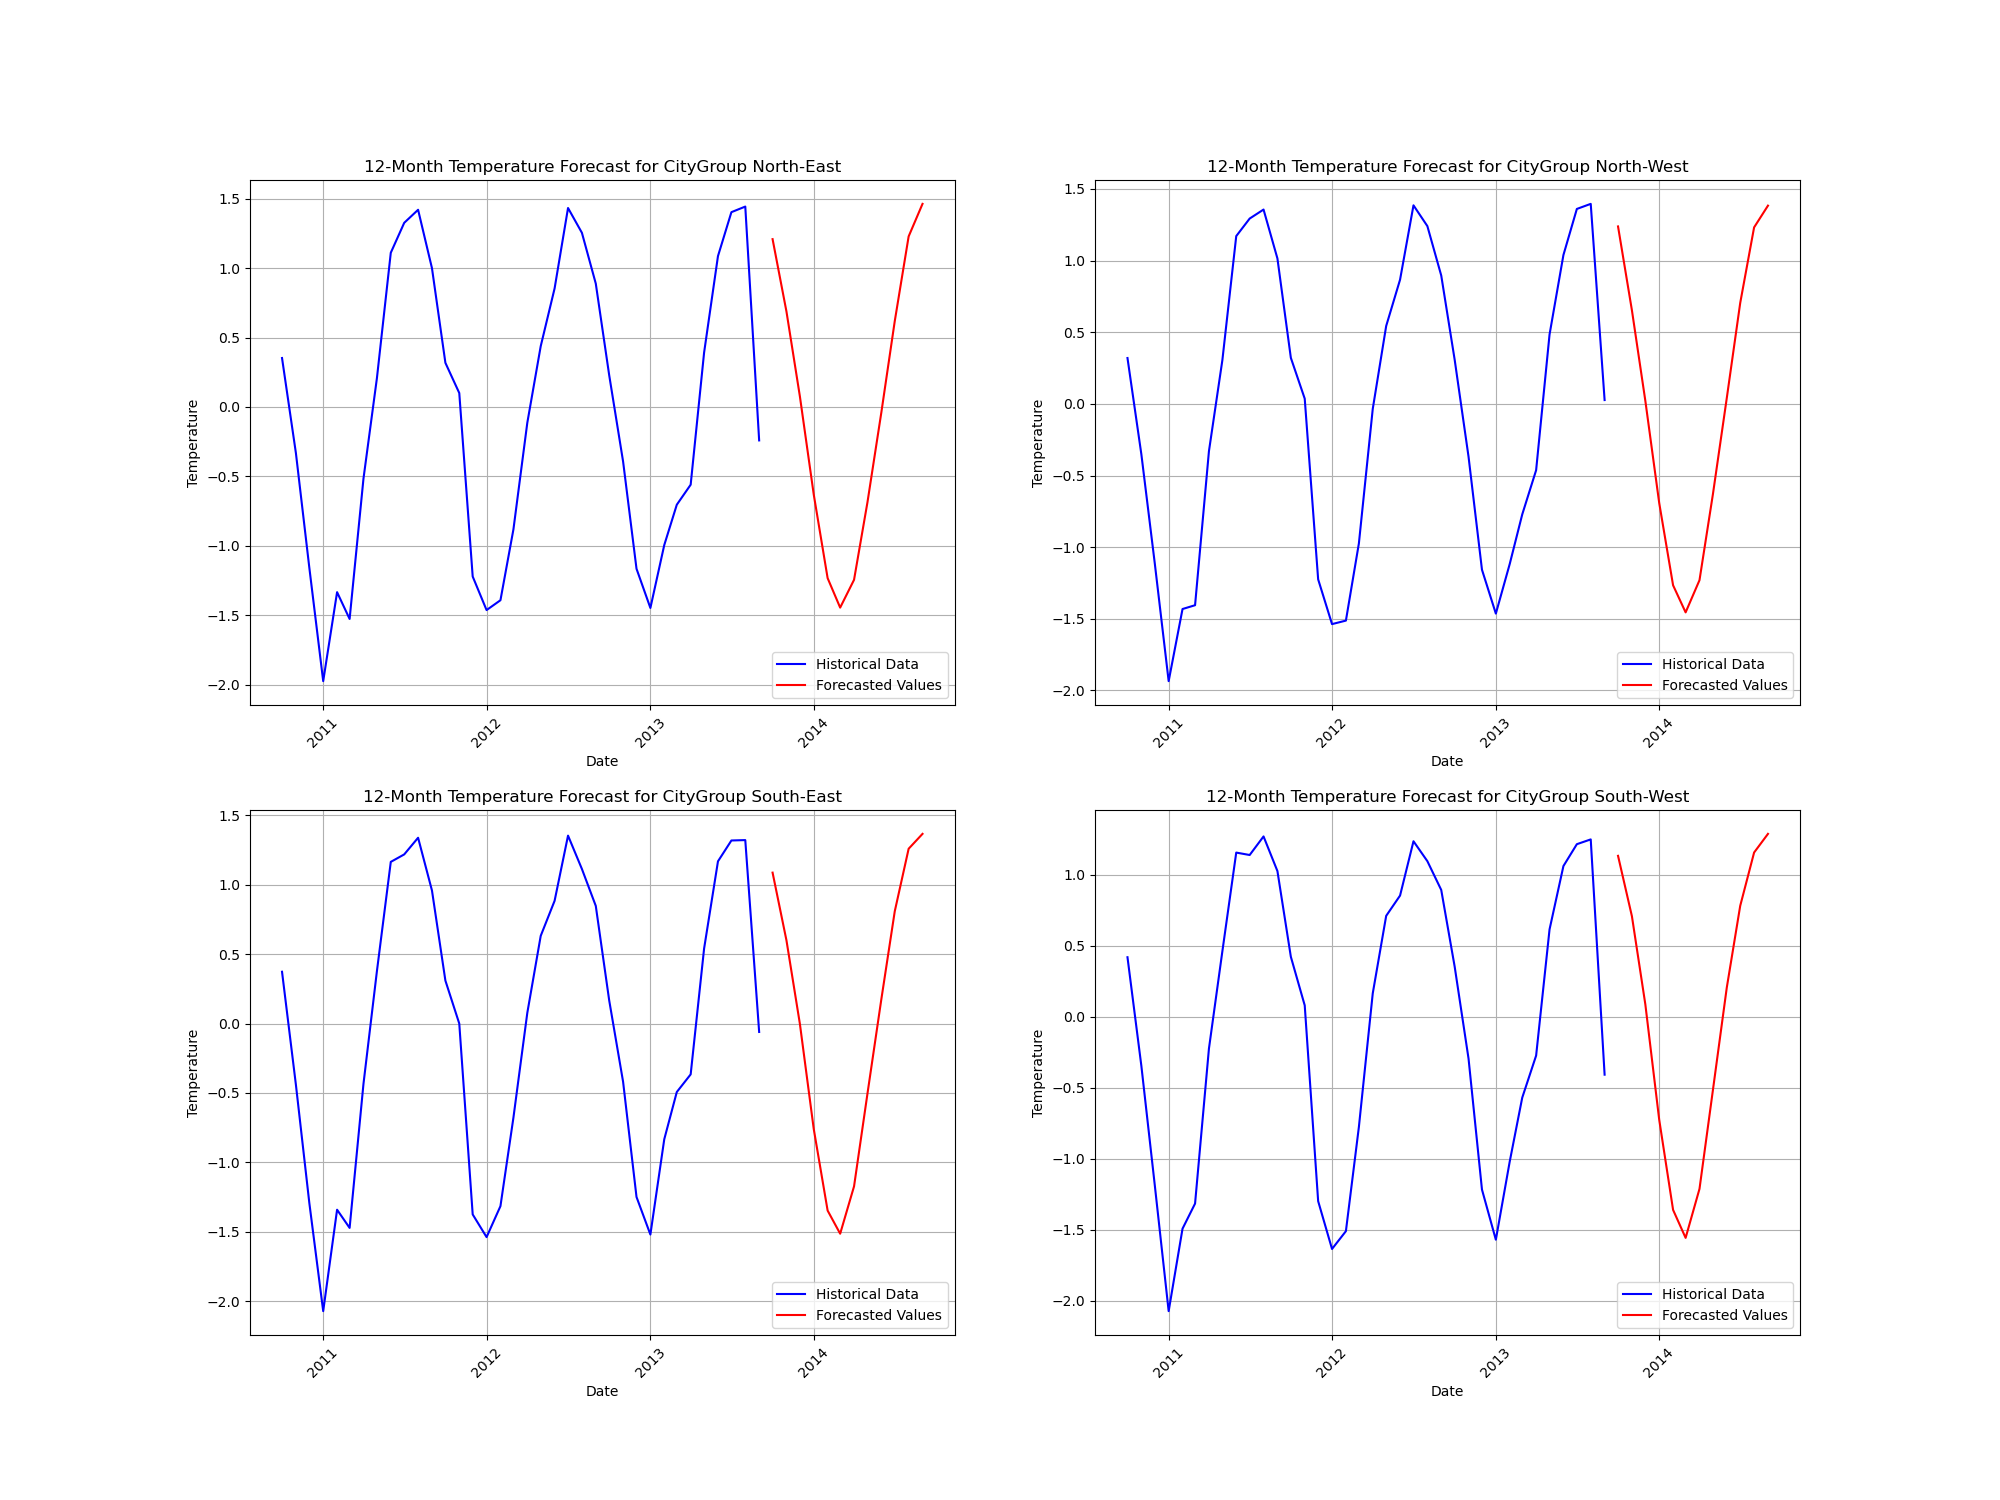 12-Month Temperature Forecast for CityGroup North-East
1.5
1.0
0.5
0.0
−0.5
−1.0
−1.5
−2.0
Temperature
Historical Data
Forecasted Values
2011
2012
2013
2014
Date
12-Month Temperature Forecast for CityGroup North-West
1.5
1.0
0.5
0.0
−0.5
−1.0
−1.5
−2.0
Temperature
Historical Data
Forecasted Values
2011
2012
2013
2014
Date
12-Month Temperature Forecast for CityGroup South-East
1.5
1.0
0.5
0.0
−0.5
−1.0
−1.5
−2.0
Temperature
Historical Data
Forecasted Values
2011
2012
2013
2014
Date
12-Month Temperature Forecast for CityGroup South-West
1.0
0.5
0.0
−0.5
−1.0
−1.5
−2.0
Temperature
Historical Data
Forecasted Values
2011
2012
2013
2014
Date